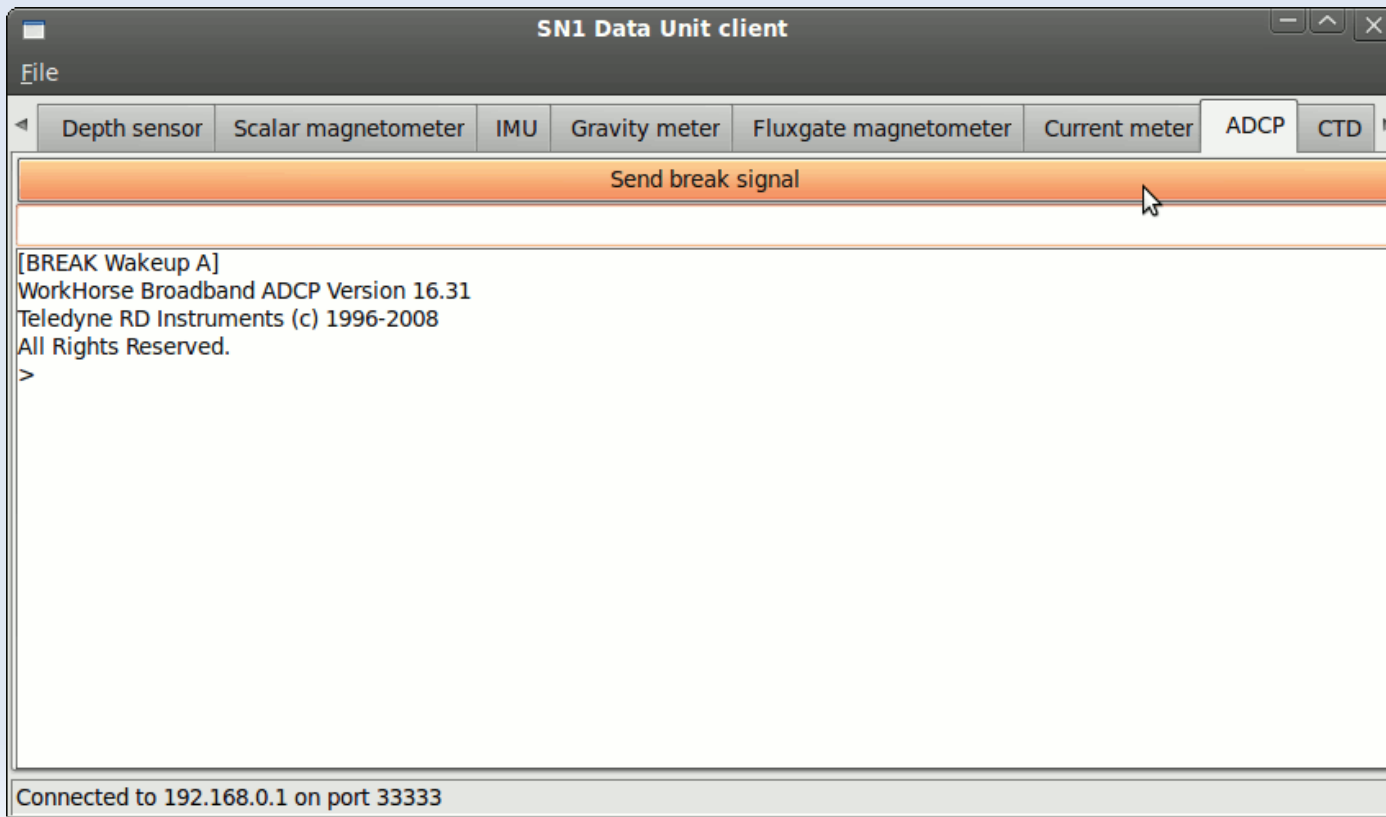 SN1 Data Unit client
File
Depth sensor Scalar magnetometer IMU Gravity meter Fluxgate magnetometer Current meter ADCP CTD
Send break signal
[BREAK Wakeup A]
WorkHorse Broadband ADCP Version 16.31
Teledyne RD Instruments (c) 1996-2008
All Rights Reserved.
>
Connected to 192.168.0.1 on port 33333